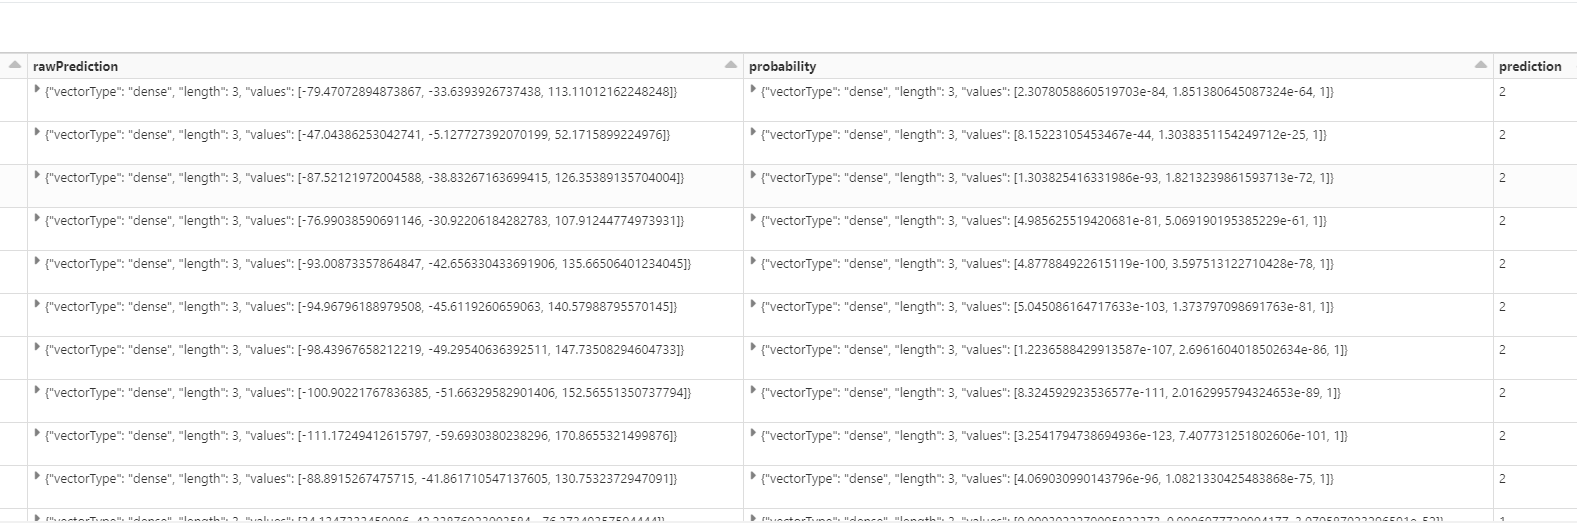 rawPrediction probability prediction
{"vectorType": "dense", "length": 3, "values": [-79.47072894873867, -33.6393926737438, 113.11012162248248]} {"vectorType": "dense", "length": 3, "values": [2.3078058860519703e-84, 1.851380645087324e-64, 1]} 2
{"vectorType": "dense", "length": 3, "values": [-47.04386253042741, -5.127727392070199, 52.1715899224976]} {"vectorType": "dense", "length": 3, "values": [8.15223105453467e-44, 1.3038351154249712e-25, 1]} 2
{"vectorType": "dense", "length": 3, "values": [-87.52121972004588, -38.83267163699415, 126.35389135704004]} {"vectorType": "dense", "length": 3, "values": [1.303825416331986e-93, 1.8213239861593713e-72, 1]} 2
{"vectorType": "dense", "length": 3, "values": [-76.99038590691146, -30.92206184282783, 107.91244774973931]} {"vectorType": "dense", "length": 3, "values": [4.985625519420681e-81, 5.069190195385229e-61, 1]} 2
{"vectorType": "dense", "length": 3, "values": [-93.00873357864847, -42.656330433691906, 135.66506401234045]} {"vectorType": "dense", "length": 3, "values": [4.877884922615119e-100, 3.597513122710428e-78, 1]} 2
{"vectorType": "dense", "length": 3, "values": [-94.96796188979508, -45.6119260659063, 140.57988795570145]} {"vectorType": "dense", "length": 3, "values": [5.045086164717633e-103, 1.373797098691763e-81, 1]} 2
{"vectorType": "dense", "length": 3, "values": [-98.43967658212219, -49.29540636392511, 147.73508294604733]} {"vectorType": "dense", "length": 3, "values": [1.2236588429913587e-107, 2.6961604018502634e-86, 1]} 2
{"vectorType": "dense", "length": 3, "values": [-100.90221767836385, -51.66329582901406, 152.56551350737794]} {"vectorType": "dense", "length": 3, "values": [8.324592923536577e-111, 2.0162995794324653e-89, 1]} 2
{"vectorType": "dense", "length": 3, "values": [-111.17249412615797, -59.6930380238296, 170.8655321499876]} {"vectorType": "dense", "length": 3, "values": [3.2541794738694936e-123, 7.407731251802606e-101, 1]} 2
{"vectorType": "dense", "length": 3, "values": [-88.8915267475715, -41.861710547137605, 130.7532372947091]} {"vectorType": "dense", "length": 3, "values": [4.069030990143796e-96, 1.0821330425483868e-75, 1]} 2
{"vectorType": "dense", "length": 3, "values": {"vectorType": "dense", "length": 3, "values":